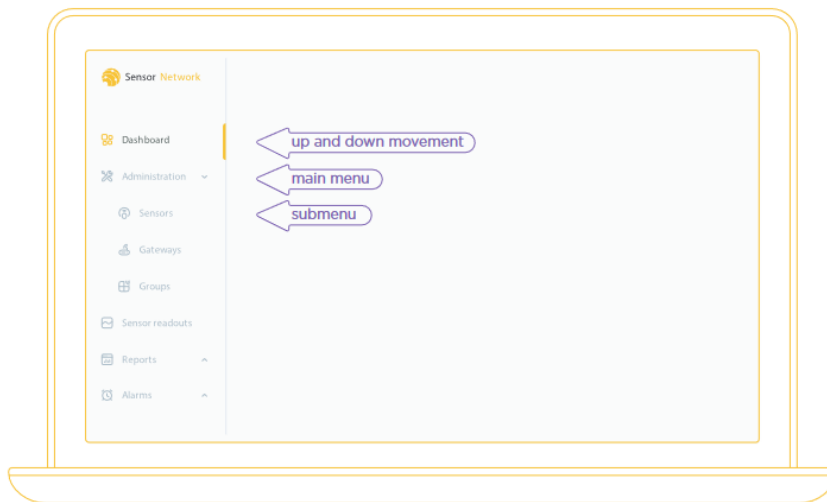 Sensor Network
Dashboard
up and down movement
Administration
main menu
Sensors
submenu
Gateways
Groups
Sensor readouts
Reports
Alarms